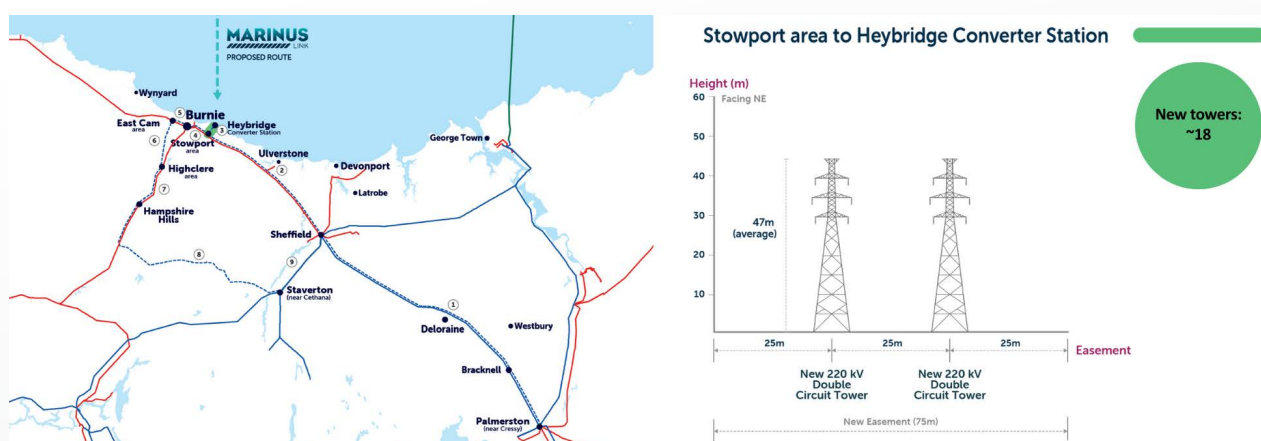 MARINUS
LINK
PROPOSED ROUTE
Wynyard
Burnie
East Cam
area
Heybridge
Converter Station
Stowport
area
5
4
3
6
Highclere
area
7
Hampshire
Hills
Ulverstone
2
Devonport
Latrobe
George Town
Sheffield
8
9
Staverton
(near Cethana)
1
Deloraine
Westbury
Bracknell
Palmerston
(near Cressy)
Stowport area to Heybridge Converter Station
New towers:
~18
Height (m)
Facing NE
60
50
40
30
20
10
47m
(average)
25m
25m
25m
Easement
New 220 kV
Double
Circuit Tower
New 220 kV
Double
Circuit Tower
New Easement (75m)